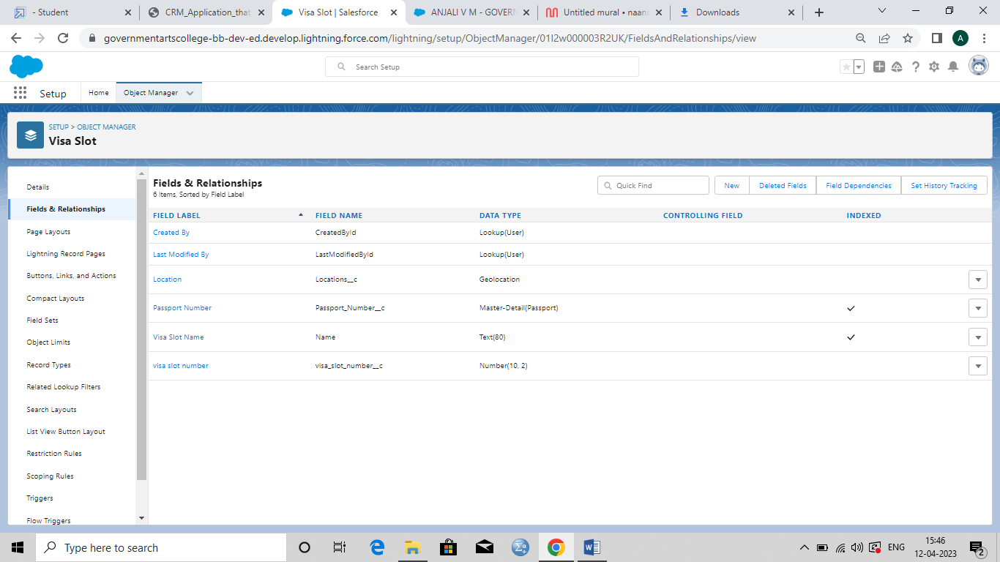 - Student
CRM_Application_that
Visa Slot | Salesforce
ANJALI V M - GOVERN
Untitled mural • naan
Downloads
governmentartscollege-bb-dev-ed.develop.lightning.force.com/lightning/setup/ObjectManager/01I2w000003R2UK/FieldsAndRelationships/view
A
Search Setup
Setup
Home
Object Manager
SETUP > OBJECT MANAGER
Visa Slot
Details
Fields & Relationships
Page Layouts
Lightning Record Pages
Buttons, Links, and Actions
Compact Layouts
Field Sets
Object Limits
Record Types
Related Lookup Filters
Search Layouts
List View Button Layout
Restriction Rules
Scoping Rules
Triggers
Flow Triggers
Fields & Relationships
6 Items, Sorted by Field Label
Quick Find
New
Deleted Fields
Field Dependencies
Set History Tracking
FIELD LABEL FIELD NAME DATA TYPE CONTROLLING FIELD INDEXED
Created By CreatedById Lookup(User)
Last Modified By LastModifiedById Lookup(User)
Location Locations__c Geolocation
Passport Number Passport_Number__c Master-Detail(Passport)
Visa Slot Name Name Text(80)
visa slot number visa_slot_number__c Number(10, 2)
Type here to search
ENG
15:46
12-04-2023
2